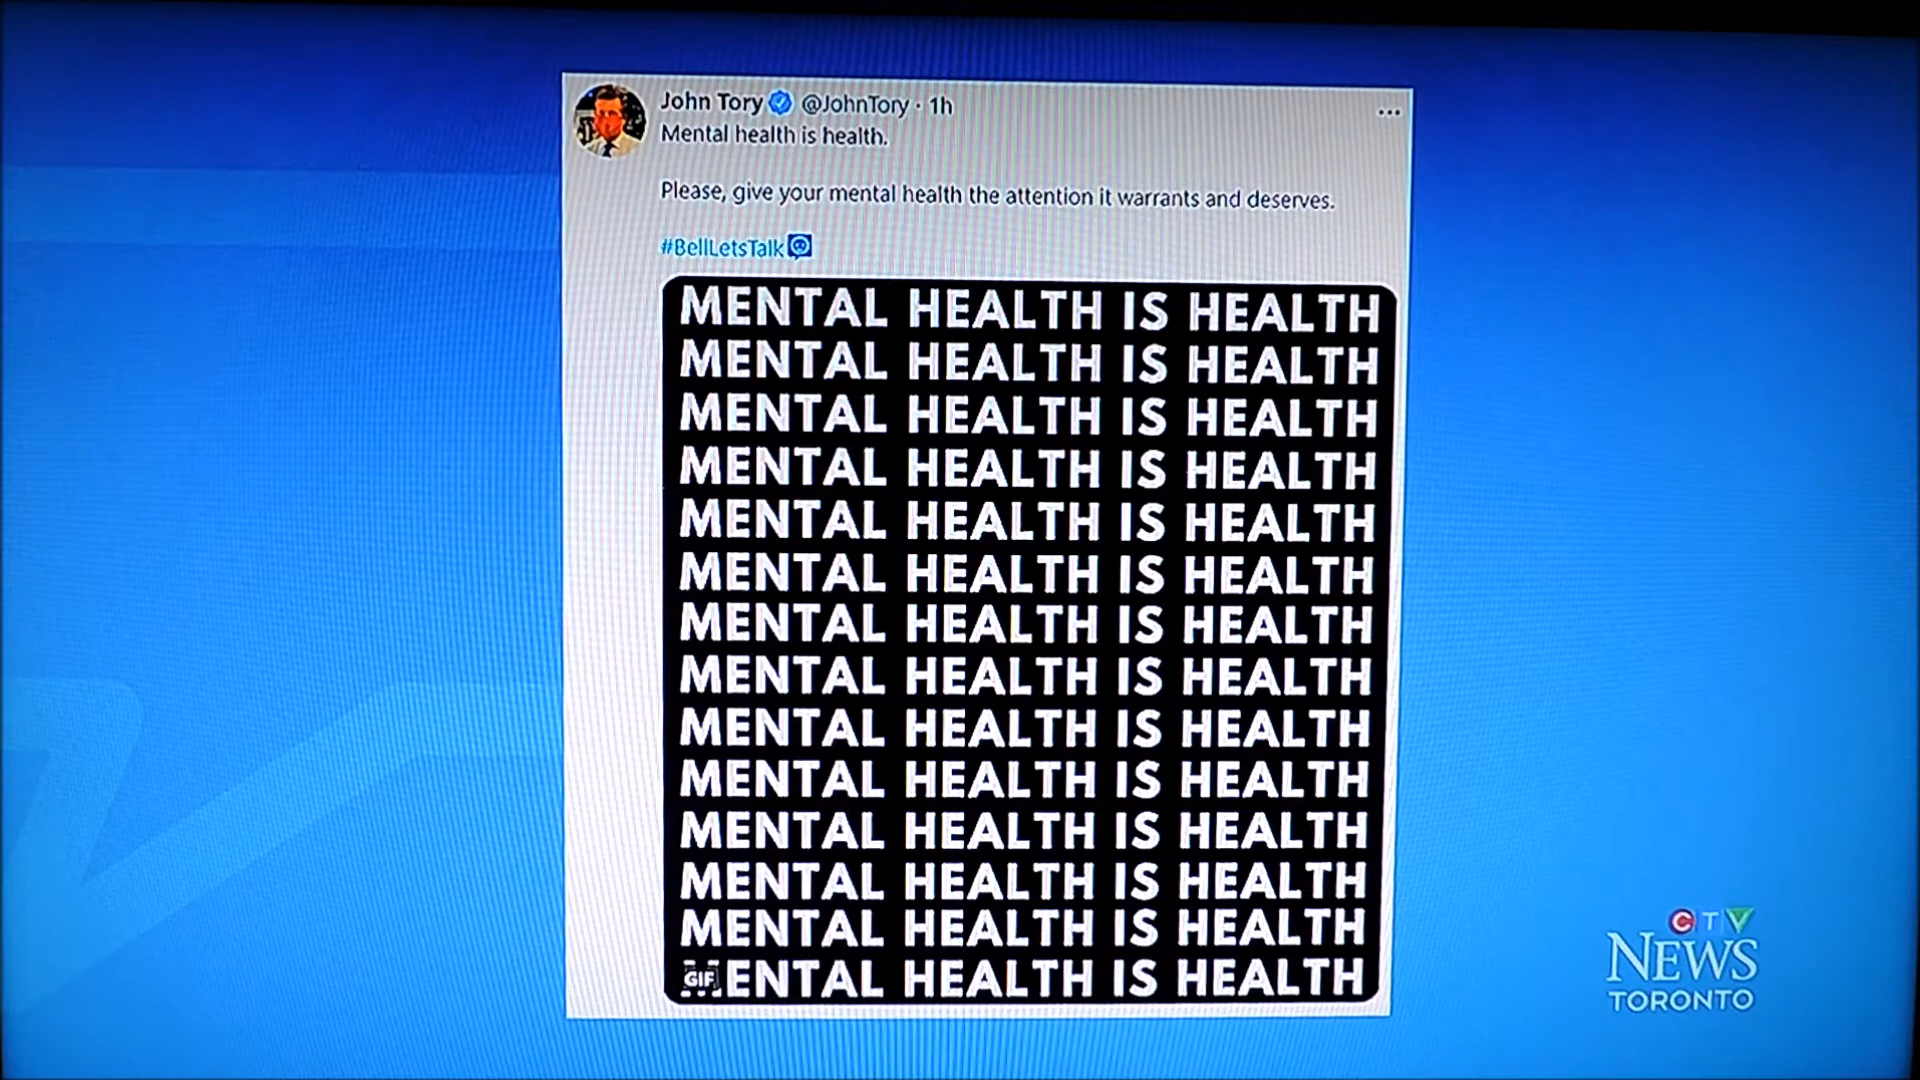 John Tory @JohnTory · 1h
Mental health is health.
Please, give your mental health the attention it warrants and deserves.
#BellLetsTalk
MENTAL HEALTH IS HEALTH
MENTAL HEALTH IS HEALTH
MENTAL HEALTH IS HEALTH
MENTAL HEALTH IS HEALTH
MENTAL HEALTH IS HEALTH
MENTAL HEALTH IS HEALTH
MENTAL HEALTH IS HEALTH
MENTAL HEALTH IS HEALTH
MENTAL HEALTH IS HEALTH
MENTAL HEALTH IS HEALTH
MENTAL HEALTH IS HEALTH
MENTAL HEALTH IS HEALTH
MENTAL HEALTH IS HEALTH
MENTAL HEALTH IS HEALTH
GIF
CTV
NEWS
TORONTO